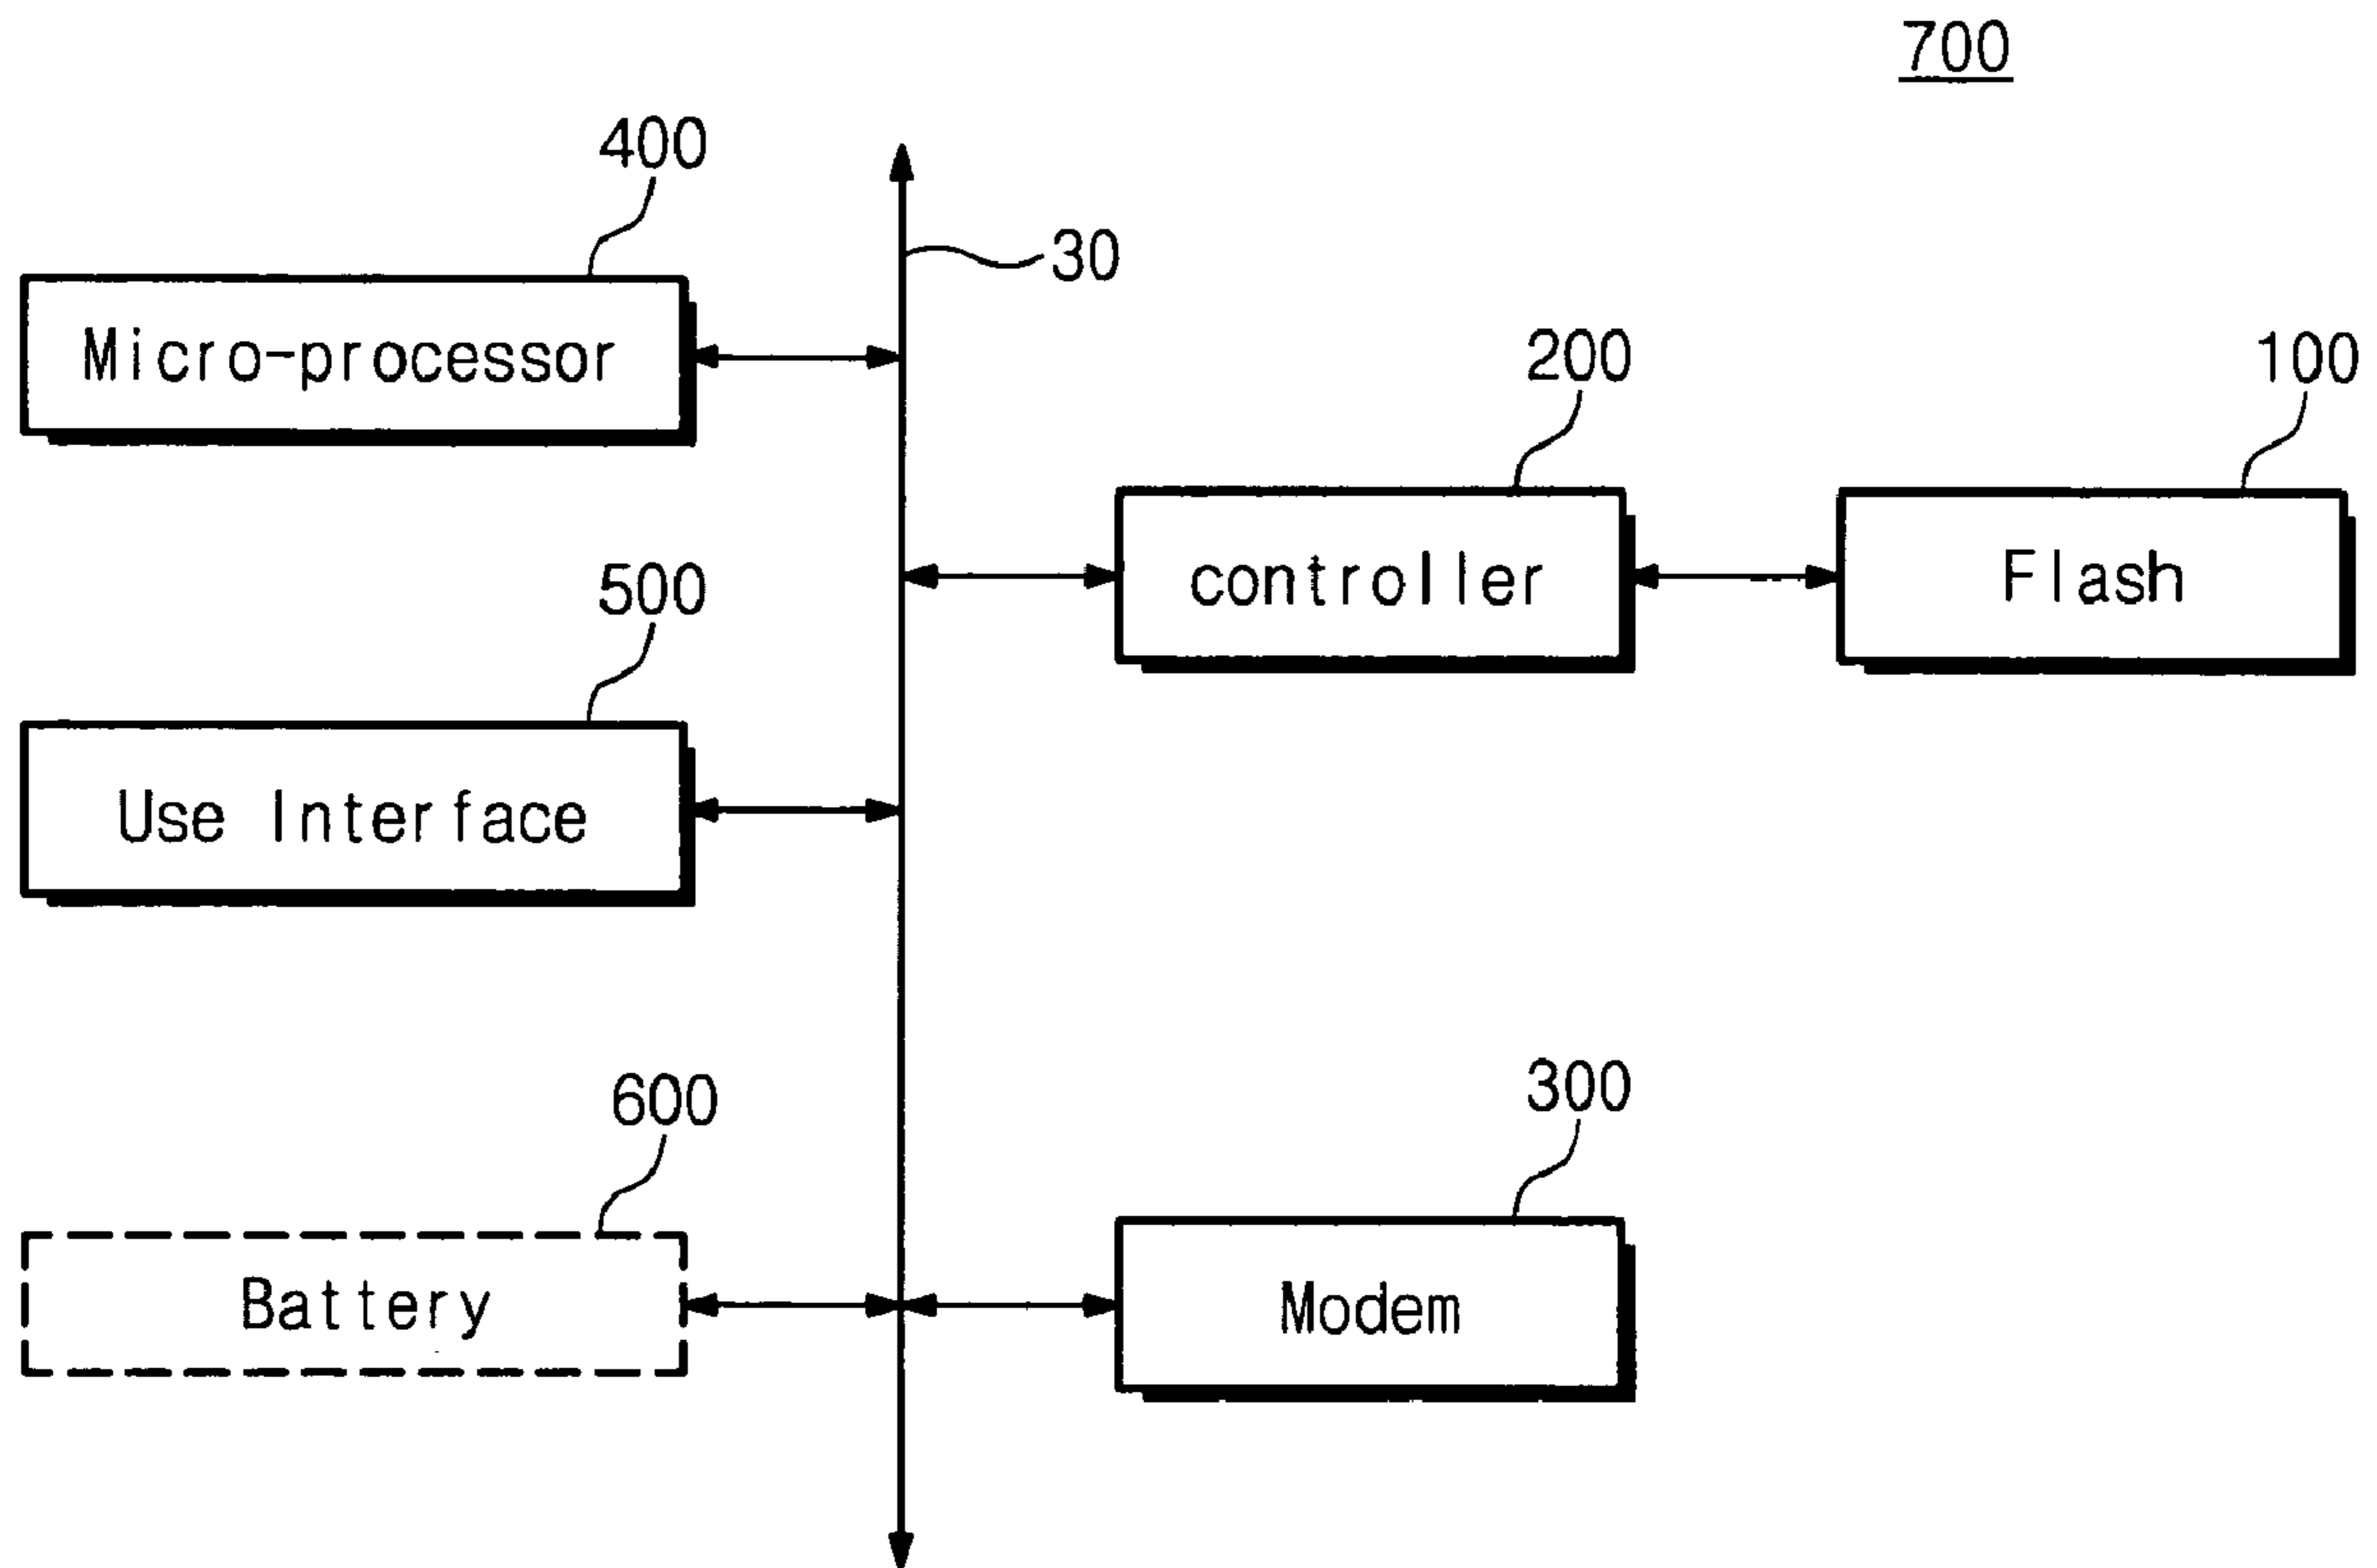 700
400
30
Micro-processor
200
100
controller
Flash
500
Use Interface
600
300
Battery
Modem